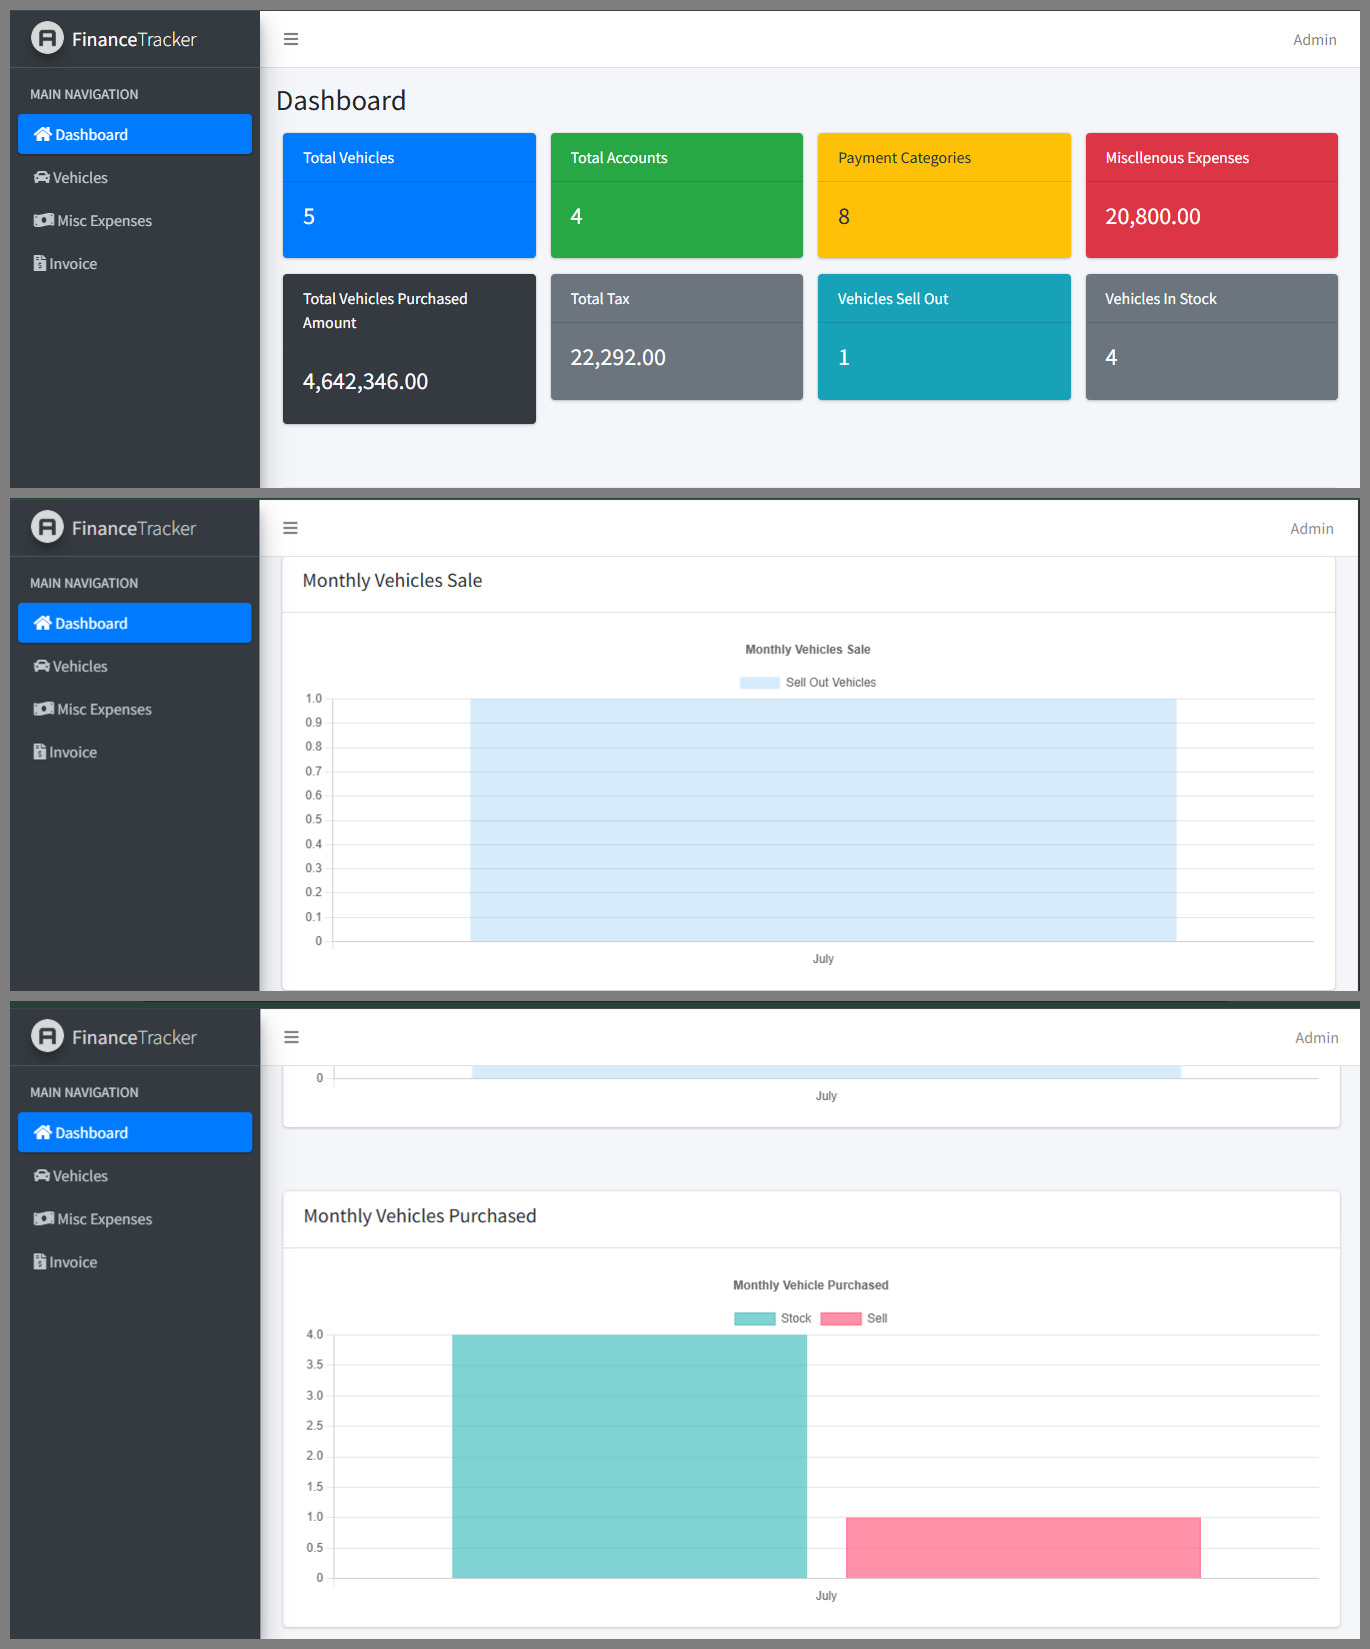 FinanceTracker
Admin
MAIN NAVIGATION
Dashboard
Vehicles
Misc Expenses
Invoice
Dashboard
Total Vehicles
5
Total Accounts
4
Payment Categories
8
Miscllenous Expenses
20,800.00
Total Vehicles Purchased
Amount
4,642,346.00
Total Tax
22,292.00
Vehicles Sell Out
1
Vehicles In Stock
4
FinanceTracker
Admin
MAIN NAVIGATION
Dashboard
Vehicles
Misc Expenses
Invoice
Monthly Vehicles Sale
Monthly Vehicles Sale
Sell Out Vehicles
1.0
0.9
0.8
0.7
0.6
0.5
0.4
0.3
0.2
0.1
0
July
FinanceTracker
Admin
MAIN NAVIGATION
Dashboard
Vehicles
Misc Expenses
Invoice
0
July
Monthly Vehicles Purchased
Monthly Vehicle Purchased
Stock Sell
4.0
3.5
3.0
2.5
2.0
1.5
1.0
0.5
0
July